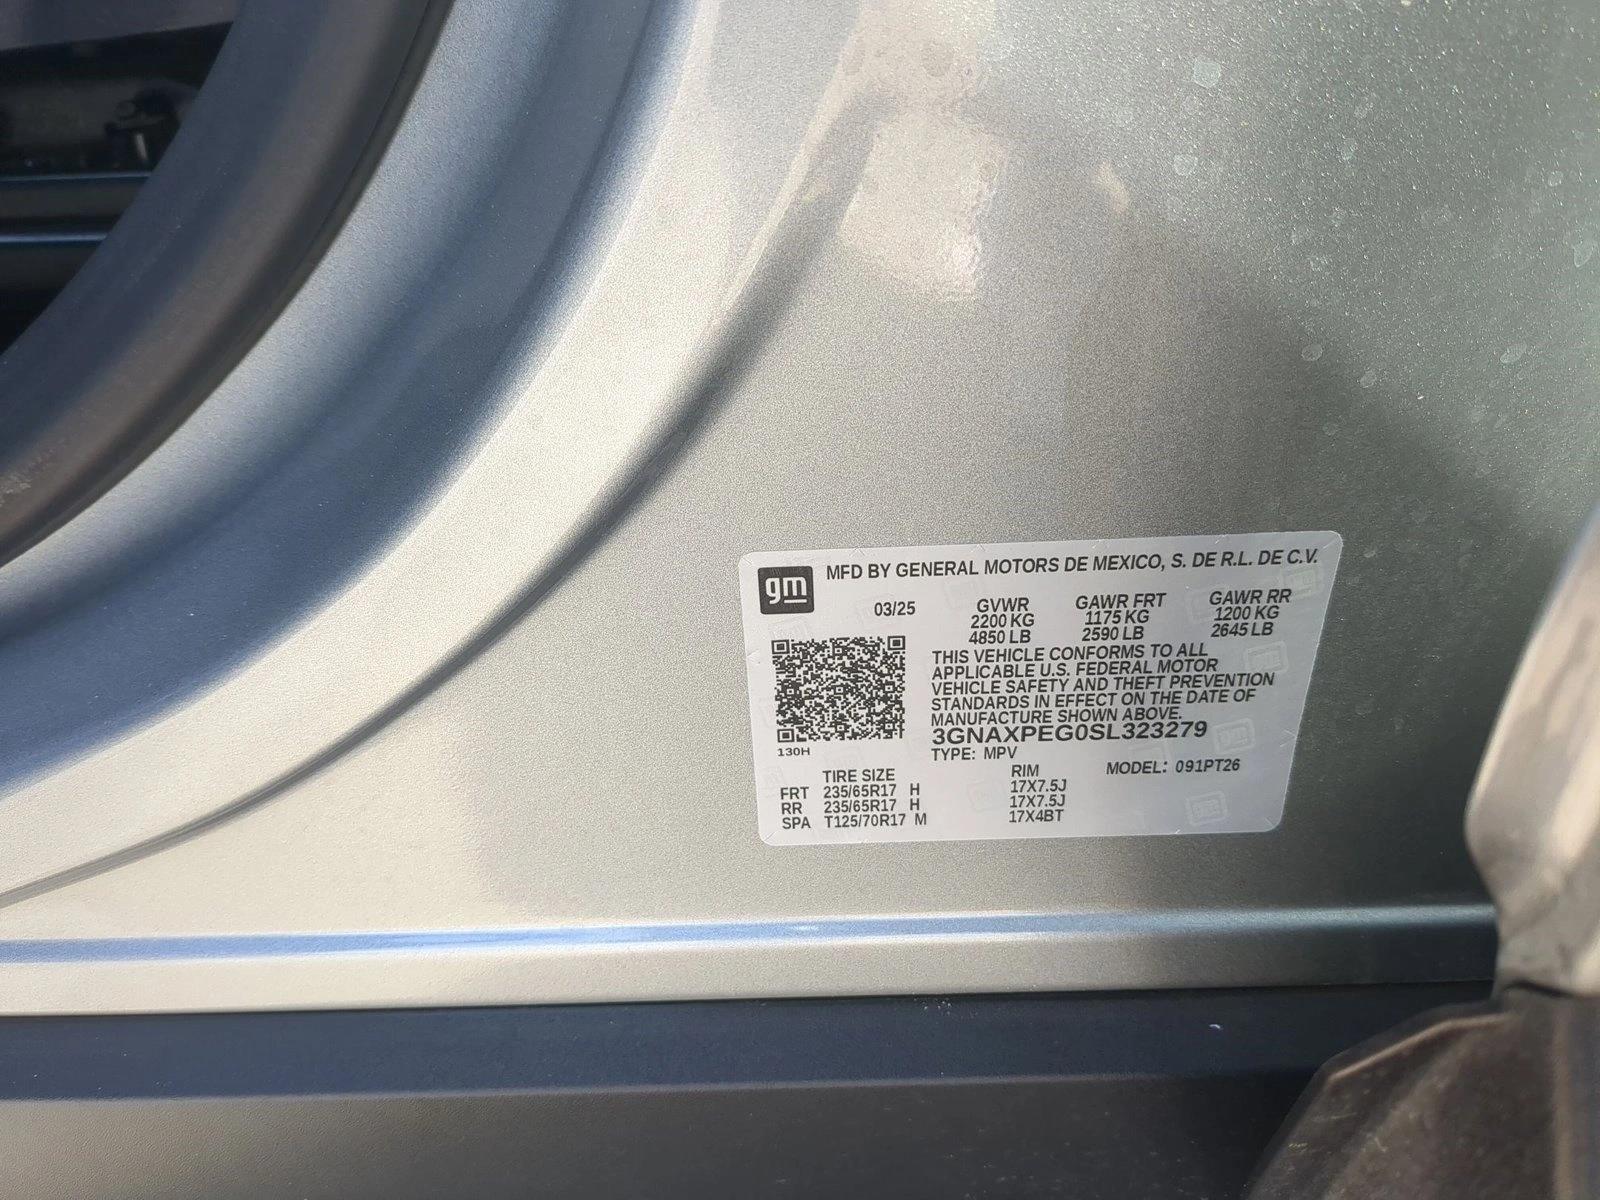 gm
MFD BY GENERAL MOTORS DE MEXICO, S. DE R.L. DE C.V.
03/25 GVWR GAWR FRT GAWR RR
2200 KG 1175 KG 1200 KG
4850 LB 2590 LB 2645 LB
THIS VEHICLE CONFORMS TO ALL
APPLICABLE U.S. FEDERAL MOTOR
VEHICLE SAFETY AND THEFT PREVENTION
STANDARDS IN EFFECT ON THE DATE OF
MANUFACTURE SHOWN ABOVE.
3GNAXPEG0SL323279
130H
TYPE: MPV
MODEL: 091PT26
TIRE SIZE RIM
FRT 235/65R17 H 17X7.5J
RR 235/65R17 H 17X7.5J
SPA T125/70R17 M 17X4BT